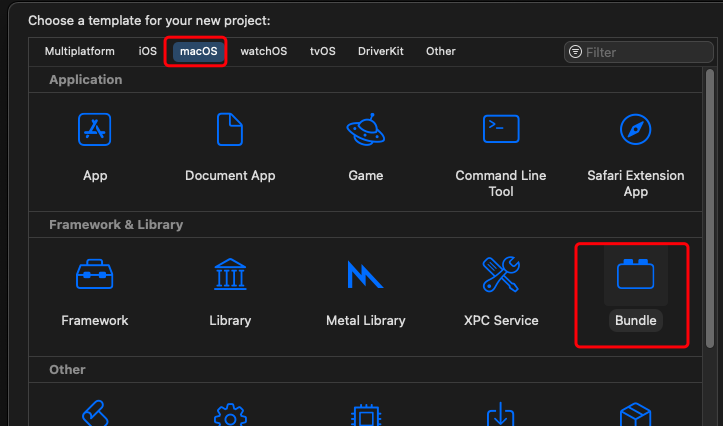 Choose a template for your new project:
Multiplatform iOS macOS watchOS tvOS DriverKit Other Filter
Application
App Document App Game Command Line Tool Safari Extension App
Framework & Library
Framework Library Metal Library XPC Service Bundle
Other